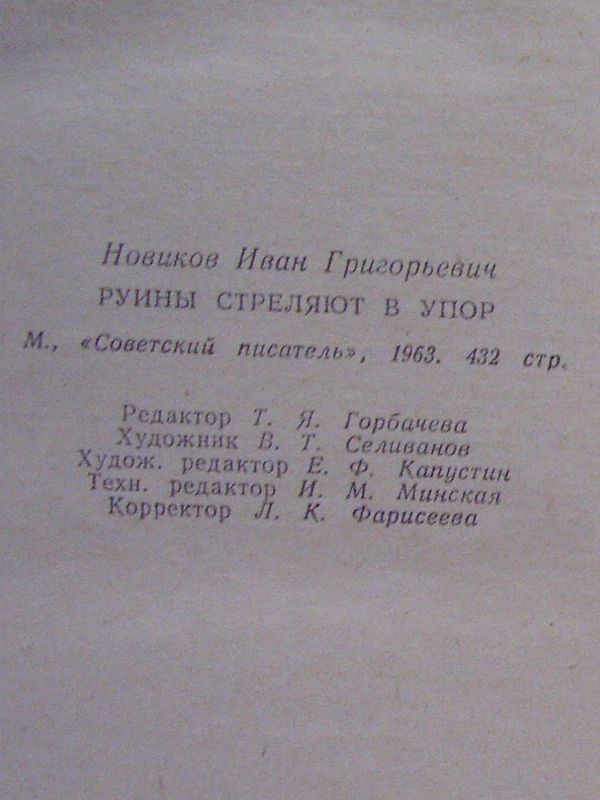 Новиков Иван Григорьевич
РУИНЫ СТРЕЛЯЮТ В УПОР
М., «Советский писатель», 1963. 432 стр.
Редактор Т. Я. Горбачева
Художник В. Т. Селиванов
Худож. редактор Е. Ф. Капустин
Техн. редактор И. М. Минская
Корректор Л. К. Фарисеева